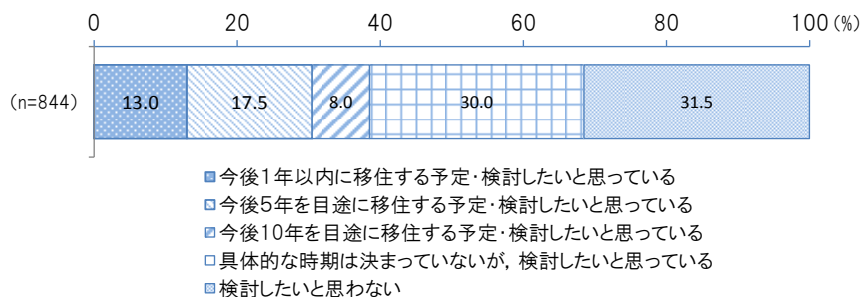 0 20 40 60 80 100 (%)
(n=844) 13.0 17.5 8.0 30.0 31.5
今後1年以内に移住する予定・検討したいと思っている
今後5年を目途に移住する予定・検討したいと思っている
今後10年を目途に移住する予定・検討したいと思っている
具体的な時期は決まっていないが，検討したいと思っている
検討したいと思わない